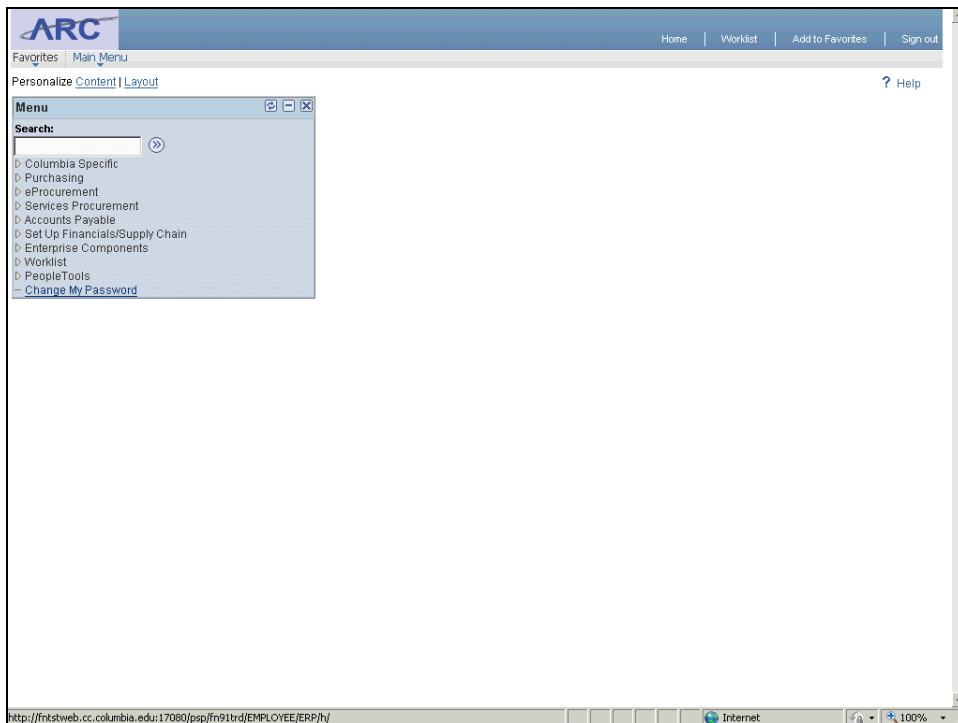 ARC
Home | Worklist | Add to Favorites | Sign out
Favorites Main Menu
Personalize Content | Layout
? Help
Menu
Search:
Columbia Specific
Purchasing
eProcurement
Services Procurement
Accounts Payable
Set Up Financials/Supply Chain
Enterprise Components
Worklist
PeopleTools
Change My Password
http://fntstweb.cc.columbia.edu:17080/psp/fn91trd/EMPLOYEE/ERP/h/ Internet 100%